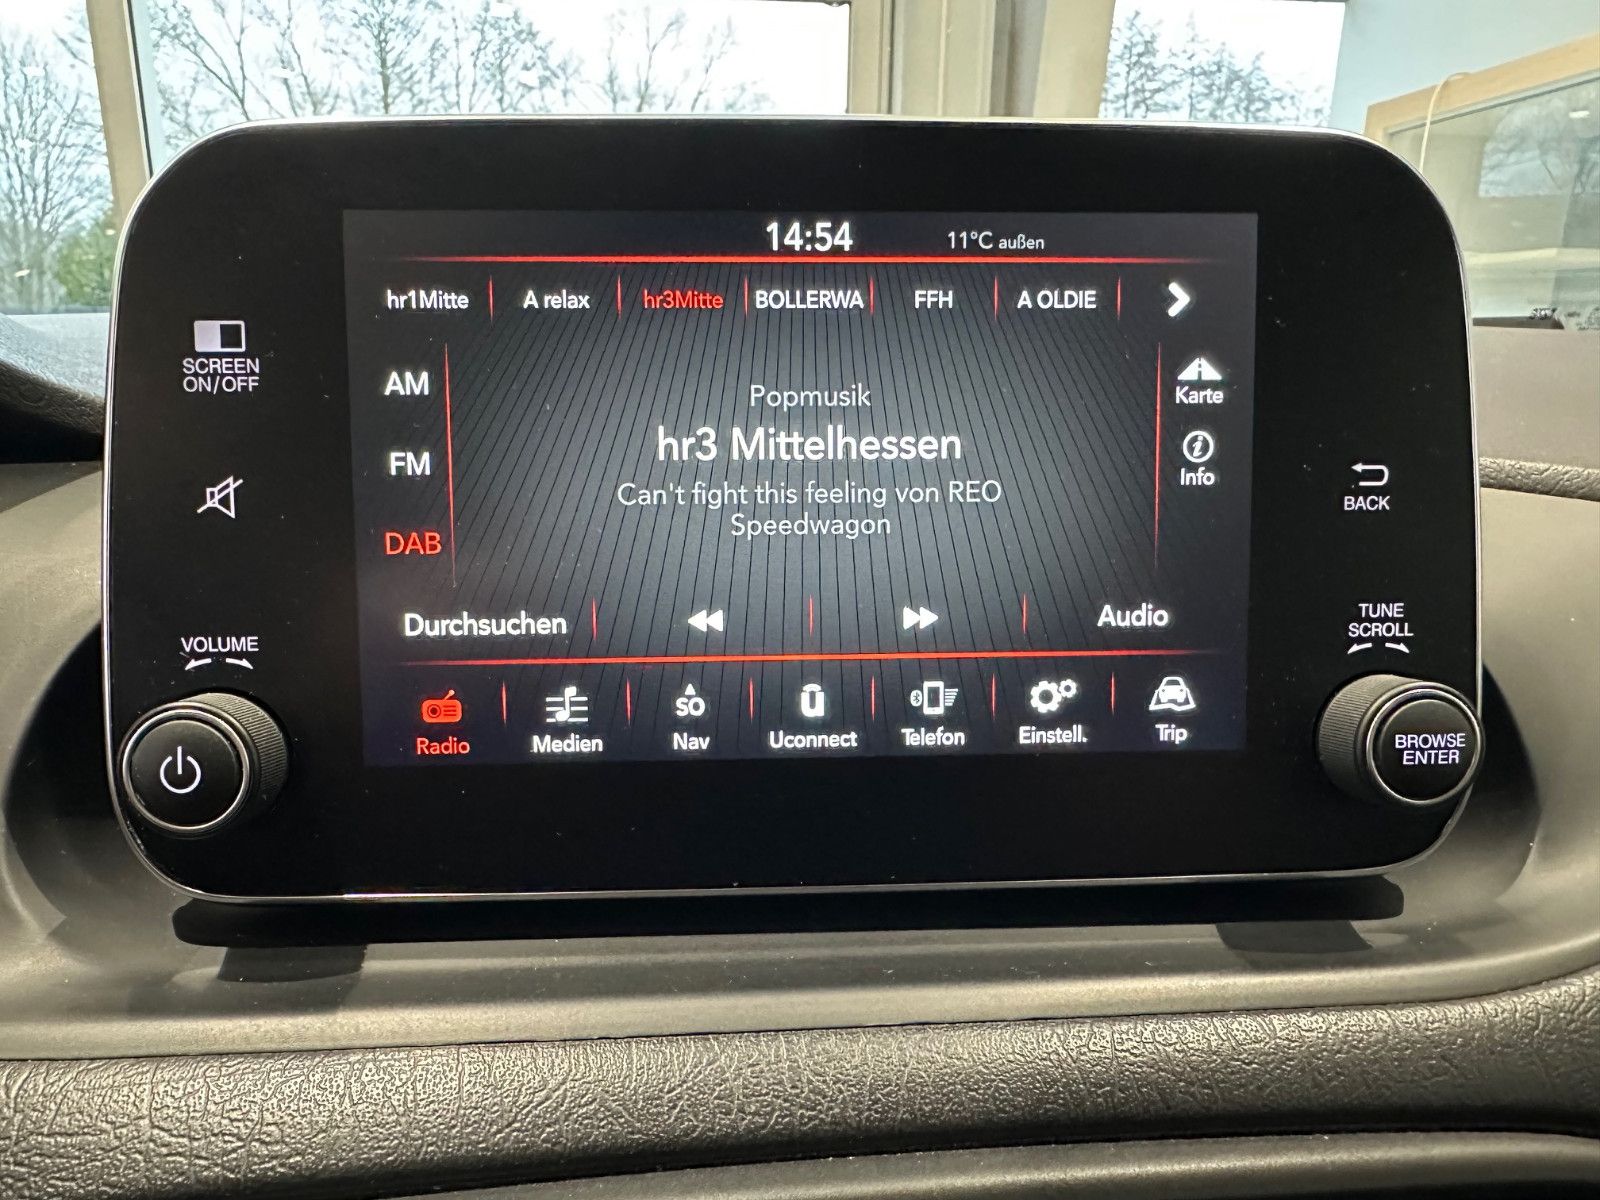 14:54
11°C außen
hr1Mitte
A relax
hr3Mitte
BOLLERWA
FFH
A OLDIE
SCREEN
ON/OFF
AM
FM
DAB
Popmusik
hr3 Mittelhessen
Can't fight this feeling von REO
Speedwagon
Karte
i
Info
BACK
VOLUME
TUNE
SCROLL
Durchsuchen
Audio
Radio
Medien
SO
Nav
Uconnect
Telefon
Einstell.
Trip
BROWSE
ENTER